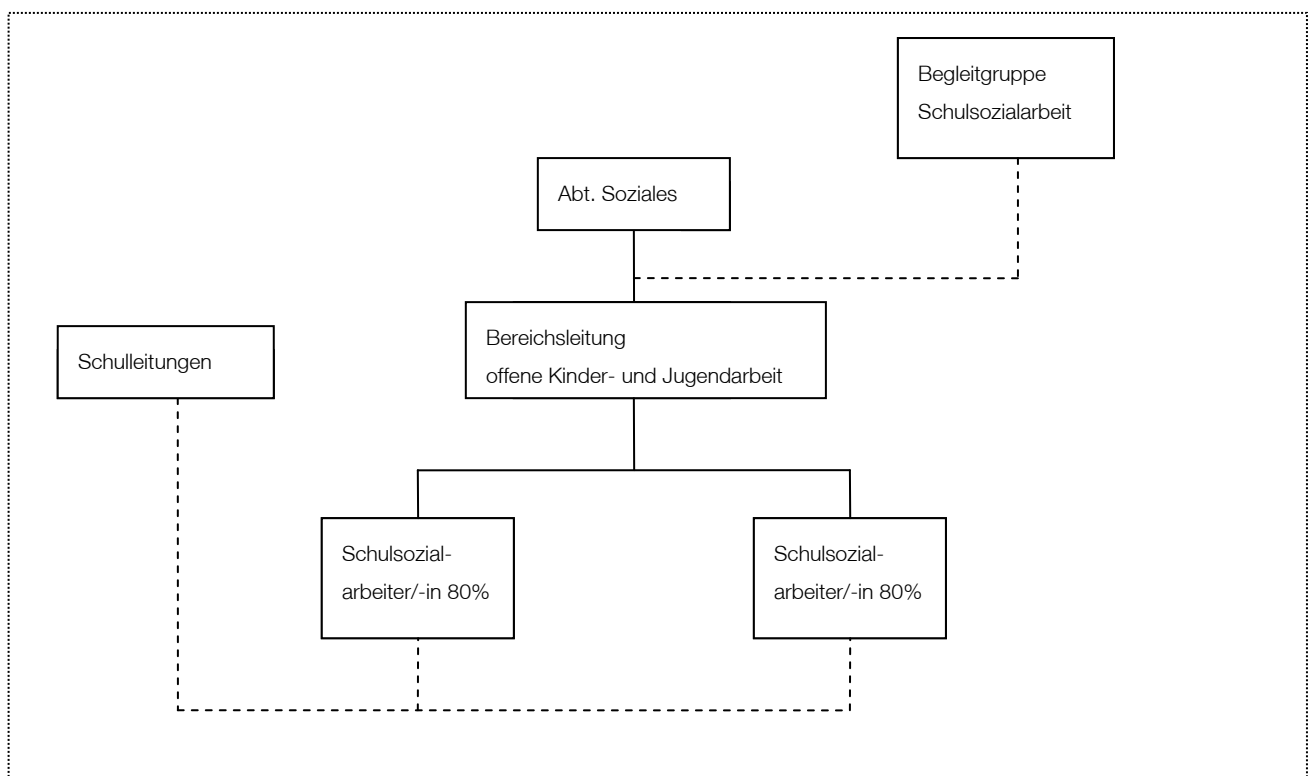 Begleitgruppe
Schulsozialarbeit
Abt. Soziales
Bereichsleitung
offene Kinder- und Jugendarbeit
Schulleitungen
Schulsozial-
arbeiter/-in 80%
Schulsozial-
arbeiter/-in 80%